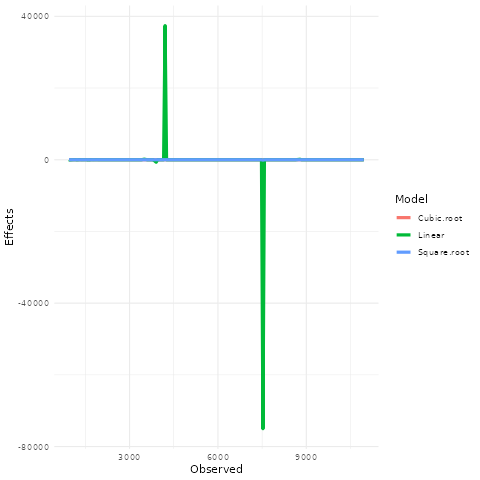 40000
0
-40000
-80000
Effects
3000
6000
9000
Observed
Model
Cubic.root
Linear
Square.root